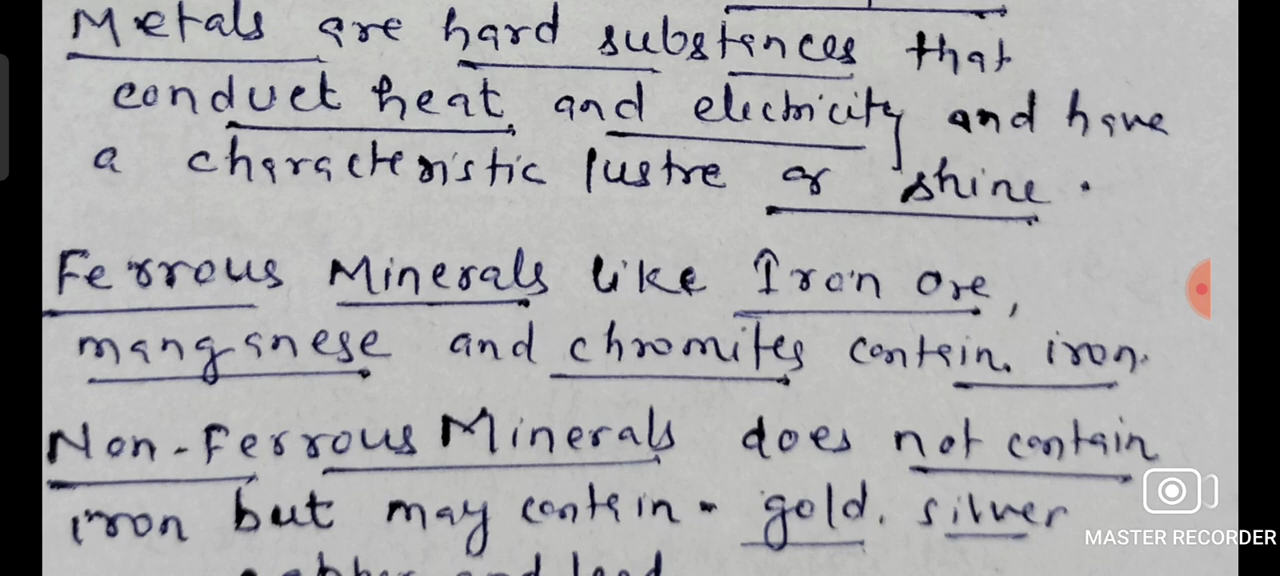 Metals are hard substances that
conduct heat and electricity and have
a characteristic lustre or shine.
Ferrous Minerals like Iron ore,
manganese and chromites contain iron.
Non-Ferrous Minerals does not contain
iron but may contain - gold. silver
and lead
MASTER RECORDER